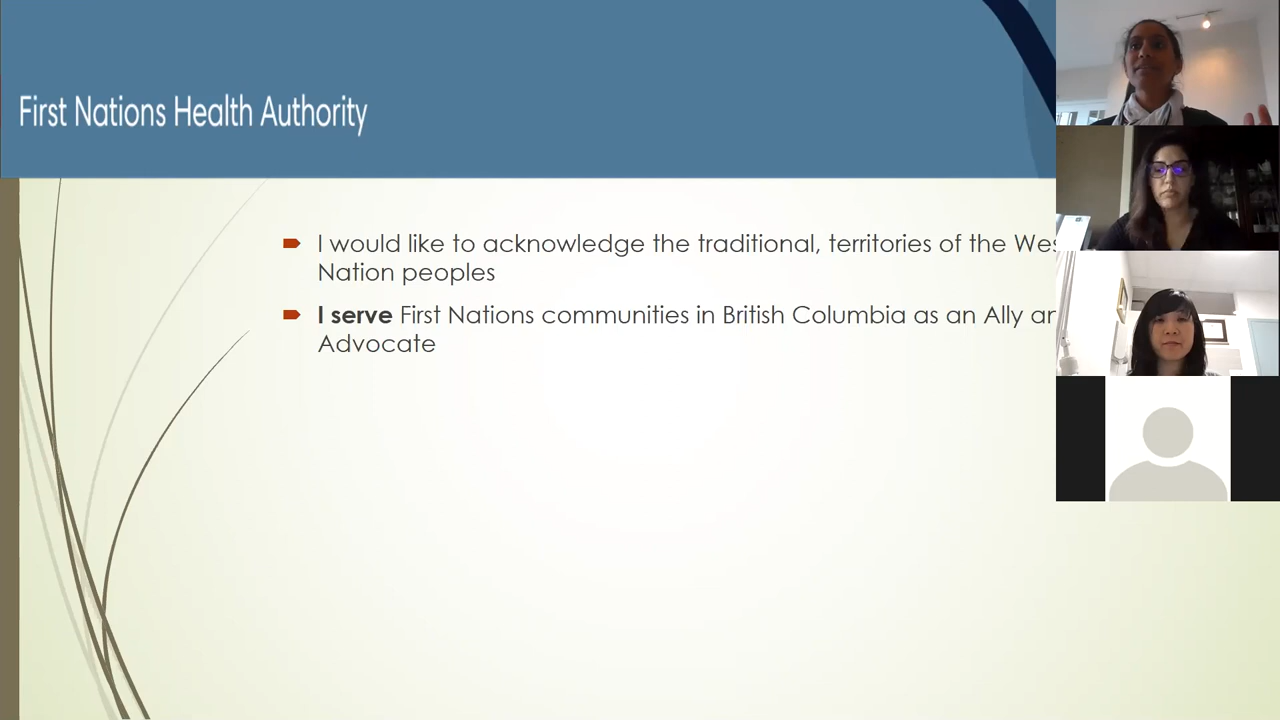 First Nations Health Authority
I would like to acknowledge the traditional, territories of the
Nation peoples
I serve First Nations communities in British Columbia as an Ally
Advocate